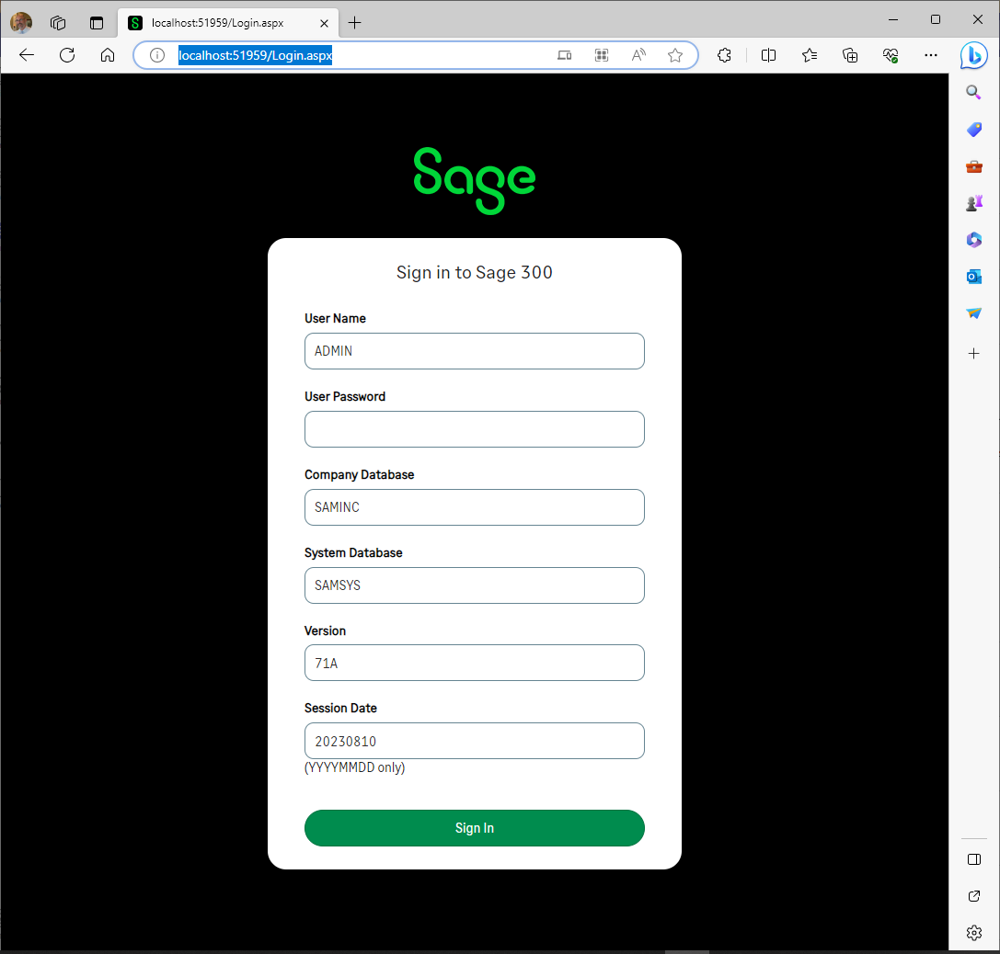 localhost:51959/Login.aspx
localhost:51959/Login.aspx
Sage
Sign in to Sage 300
User Name
ADMIN
User Password
Company Database
SAMINC
System Database
SAMSYS
Version
71A
Session Date
20230810
(YYYYMMDD only)
Sign In